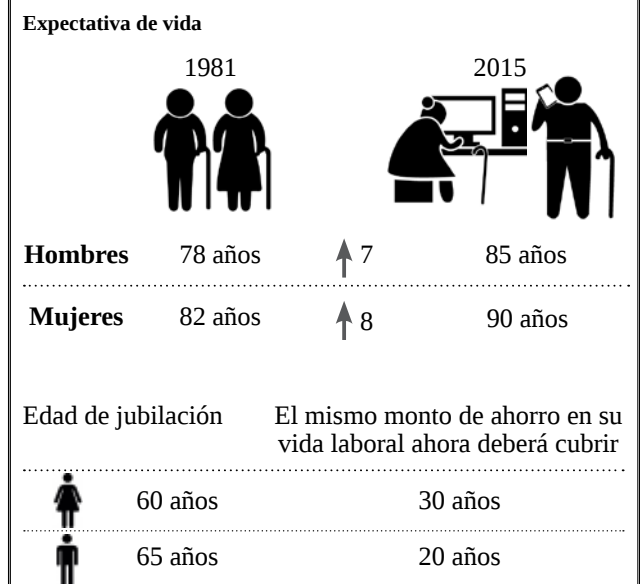 Expectativa de vida
1981 2015
Hombres 78 años 7 85 años
Mujeres 82 años 8 90 años
Edad de jubilación El mismo monto de ahorro en su
vida laboral ahora deberá cubrir
60 años 30 años
65 años 20 años